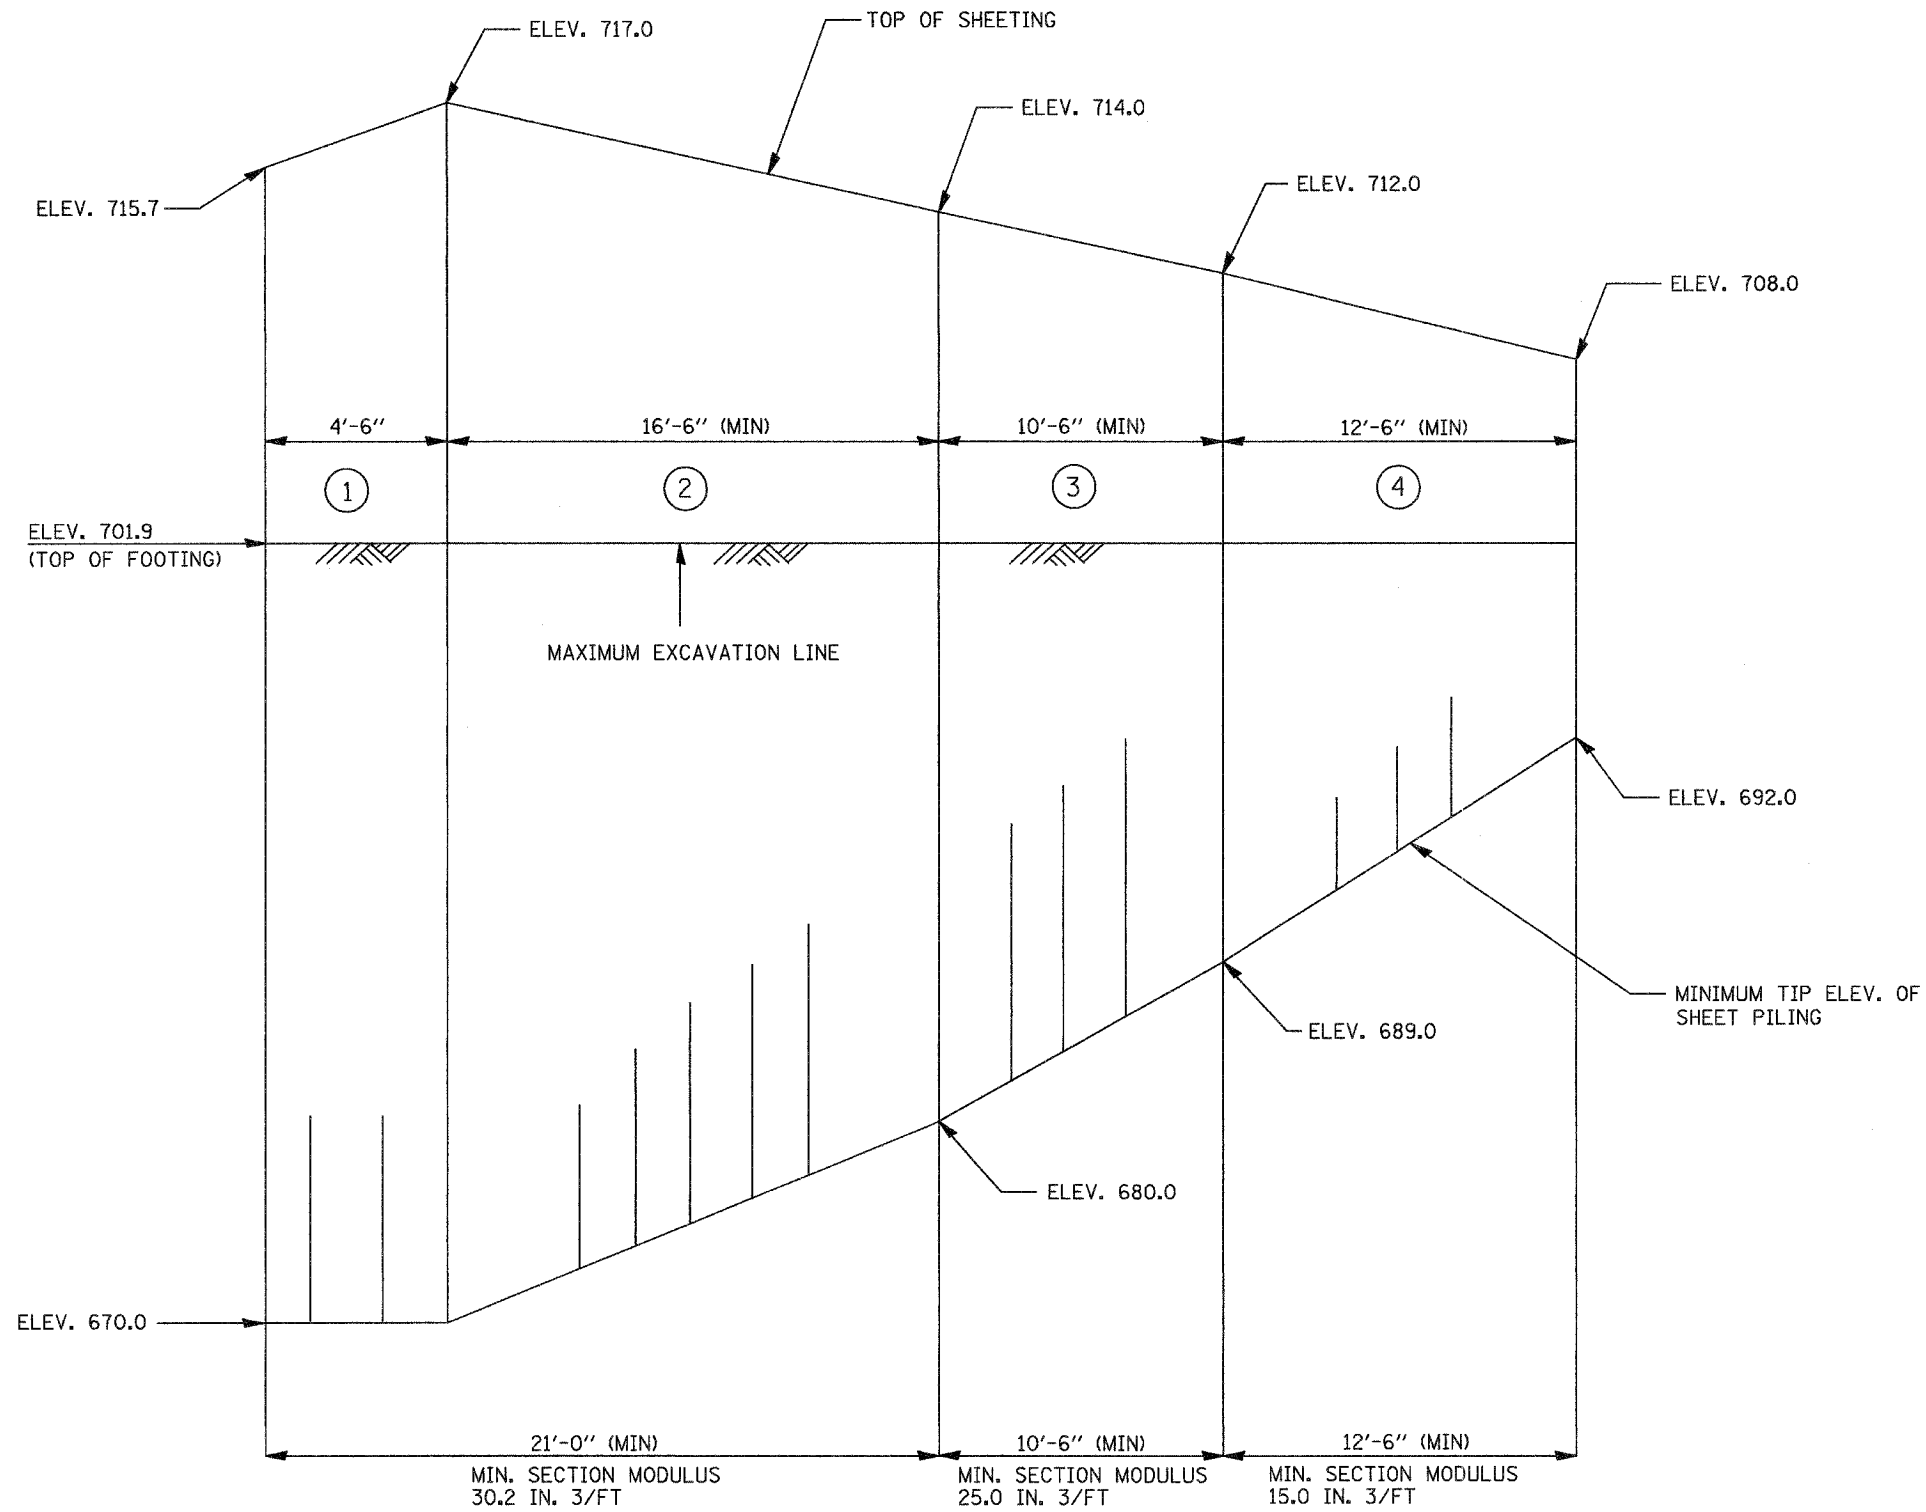 ELEV. 717.0
TOP OF SHEETING
ELEV. 714.0
ELEV. 712.0
ELEV. 715.7
ELEV. 708.0
4'-6"
16'-6" (MIN)
10'-6" (MIN)
12'-6" (MIN)
1
2
3
4
ELEV. 701.9
(TOP OF FOOTING)
MAXIMUM EXCAVATION LINE
ELEV. 692.0
MINIMUM TIP ELEV. OF
SHEET PILING
ELEV. 689.0
ELEV. 680.0
ELEV. 670.0
21'-0" (MIN)
MIN. SECTION MODULUS
30.2 IN. 3/FT
10'-6" (MIN)
MIN. SECTION MODULUS
25.0 IN. 3/FT
12'-6" (MIN)
MIN. SECTION MODULUS
15.0 IN. 3/FT